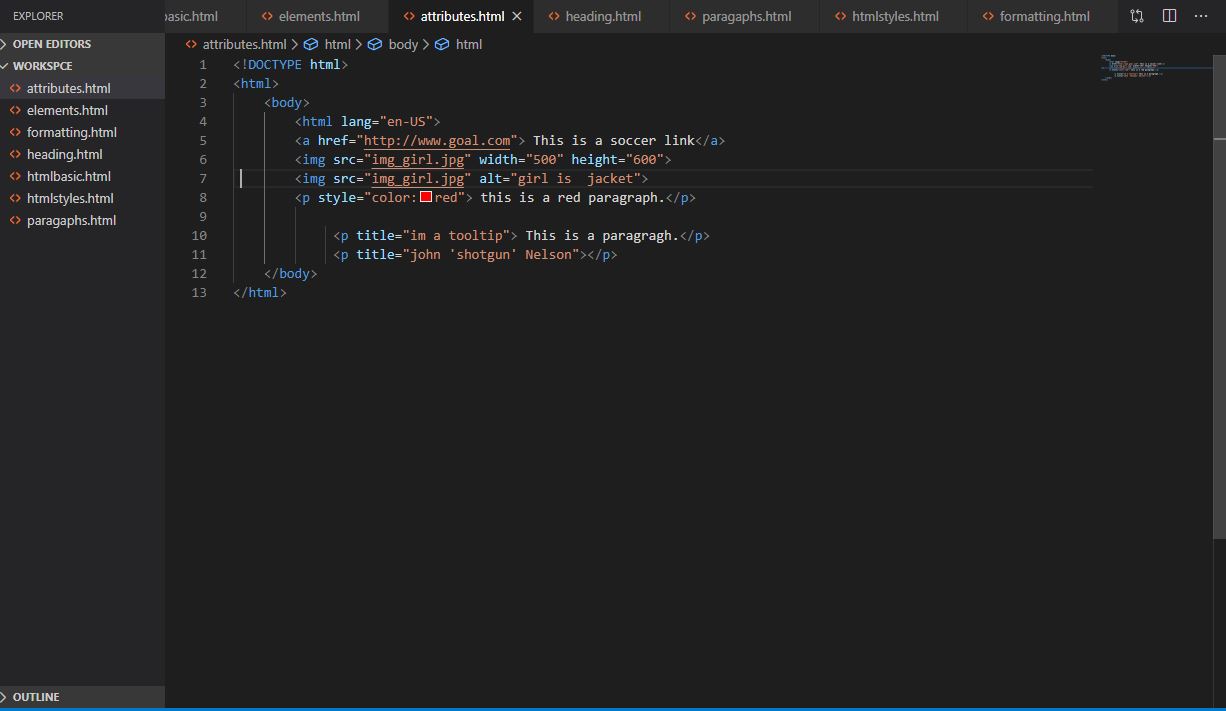 EXPLORER
basic.html
elements.html
attributes.html
heading.html
paragaphs.html
htmlstyles.html
formatting.html
OPEN EDITORS
WORKSPCE
attributes.html
elements.html
formatting.html
heading.html
htmlbasic.html
htmlstyles.html
paragaphs.html
OUTLINE
attributes.html > html > body > html
1 <!DOCTYPE html>
2 <html>
3 <body>
4 <html lang="en-US">
5 <a href="http://www.goal.com"> This is a soccer link</a>
6 <img src="img_girl.jpg" width="500" height="600">
7 <img src="img_girl.jpg" alt="girl is  jacket">
8 <p style="color:red"> this is a red paragraph.</p>
9
10 <p title="im a tooltip"> This is a paragragh.</p>
11 <p title="john 'shotgun' Nelson"></p>
12 </body>
13 </html>